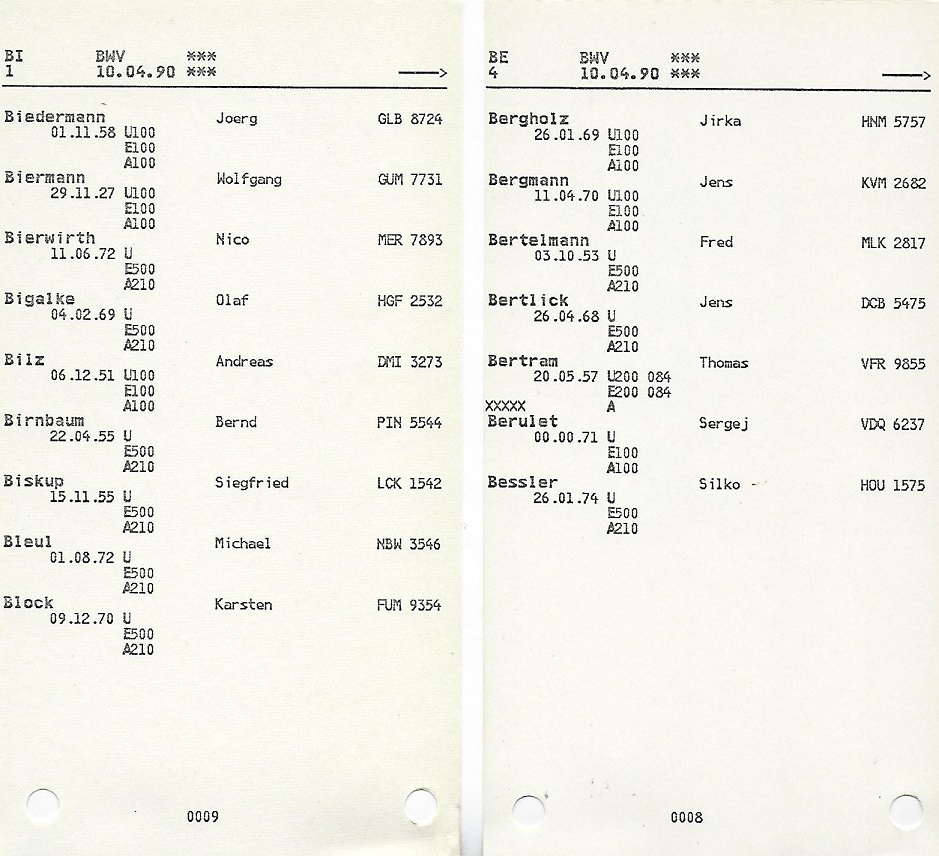 BI BWV ***
1 10.04.90 *** ---->
Biedermann Joerg GLB 8724
01.11.58 U100
E100
A100
Biermann Wolfgang GUM 7731
29.11.27 U100
E100
A100
Bierwirth Nico MER 7893
11.06.72 U
E500
A210
Bigalke Olaf HGF 2532
04.02.69 U
E500
A210
Bilz Andreas DMI 3273
06.12.51 U100
E100
A100
Birnbaum Bernd PIN 5544
22.04.55 U
E500
A210
Biskup Siegfried LCK 1542
15.11.55 U
E500
A210
Bleul Michael NBW 3546
01.08.72 U
E500
A210
Block Karsten FUM 9354
09.12.70 U
E500
A210
0009
BE BWV ***
4 10.04.90 *** ---->
Bergholz Jirka HNM 5757
26.01.69 U100
E100
A100
Bergmann Jens KVM 2682
11.04.70 U100
E100
A100
Bertelmann Fred MLK 2817
03.10.53 U
E500
A210
Bertlick Jens DCB 5475
26.04.68 U
E500
A210
Bertram Thomas VFR 9855
20.05.57 U200 084
E200 084
XXXXX A
Berulet Sergej VDQ 6237
00.00.71 U
E100
A100
Bessler Silko HOU 1575
26.01.74 U
E500
A210
0008